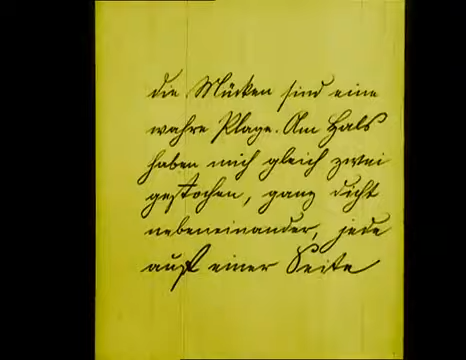 die Mücken sind eine
wahre Plage. Am Hals
haben mich gleich zwei
gestochen, ganz dicht
nebeneinander, jede
auf einer Seite